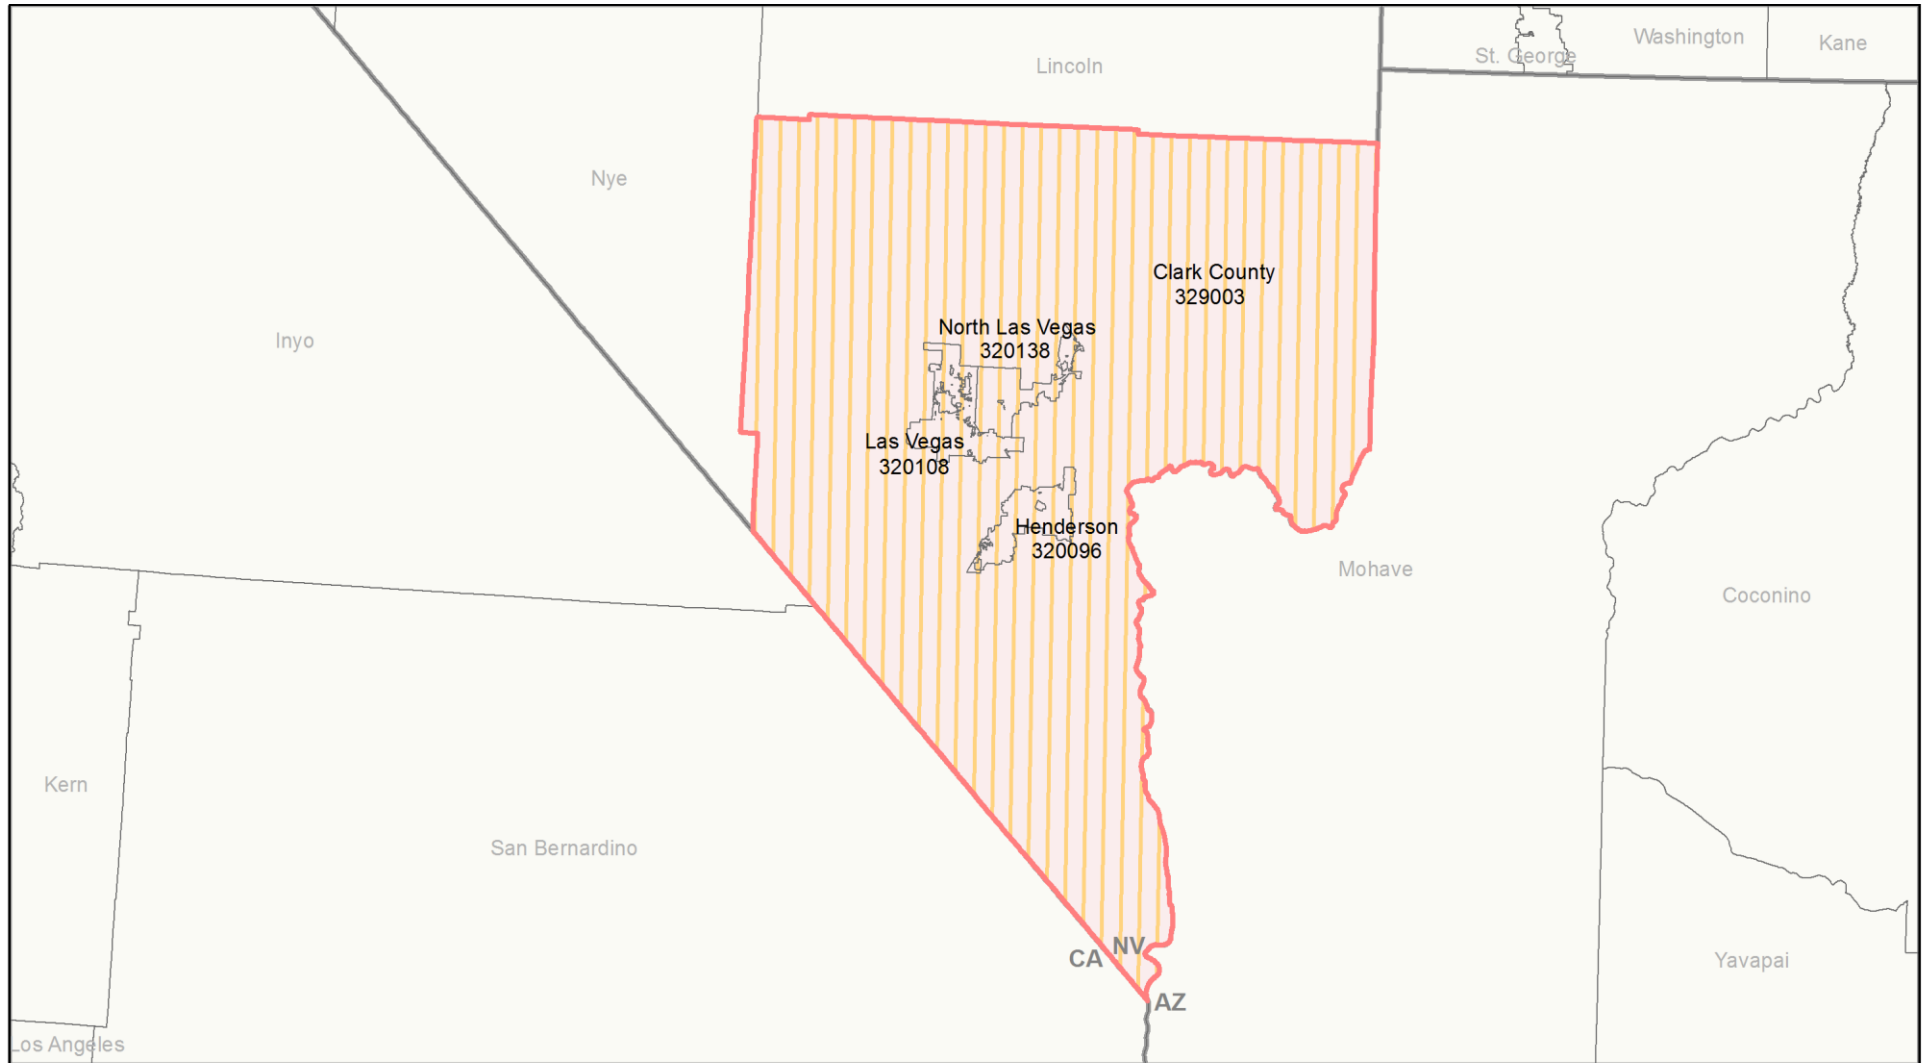 Washington
Kane
St. George
Lincoln
Nye
Clark County
329003
North Las Vegas
320138
Inyo
Las Vegas
320108
Henderson
320096
Mohave
Coconino
Kern
San Bernardino
NV
CA
Yavapai
AZ
Los Angeles